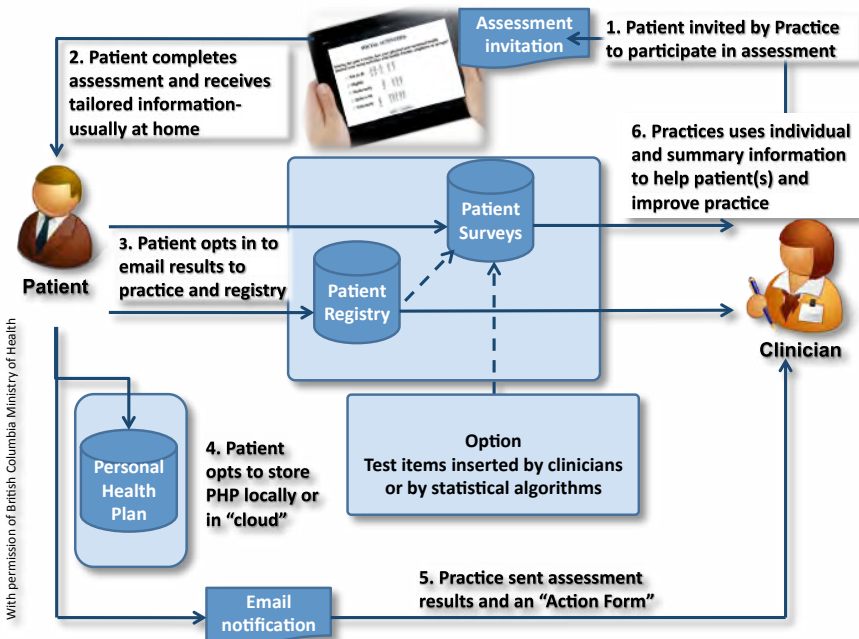 Assessment
invitation
1. Patient invited by Practice
to participate in assessment
2. Patient completes
assessment and receives
tailored information-
usually at home
SOCIAL ACTIVITIES
6. Practices uses individual
and summary information
to help patient(s) and
improve practice
Patient
Surveys
3. Patient opts in to
email results to
practice and registry
Patient
Patient
Registry
Clinician
With permission of British Columbia Ministry of Health
Option
Test items inserted by clinicians
or by statistical algorithms
Personal
Health
Plan
4. Patient
opts to store
PHP locally or
in “cloud”
5. Practice sent assessment
results and an “Action Form”
Email
notification